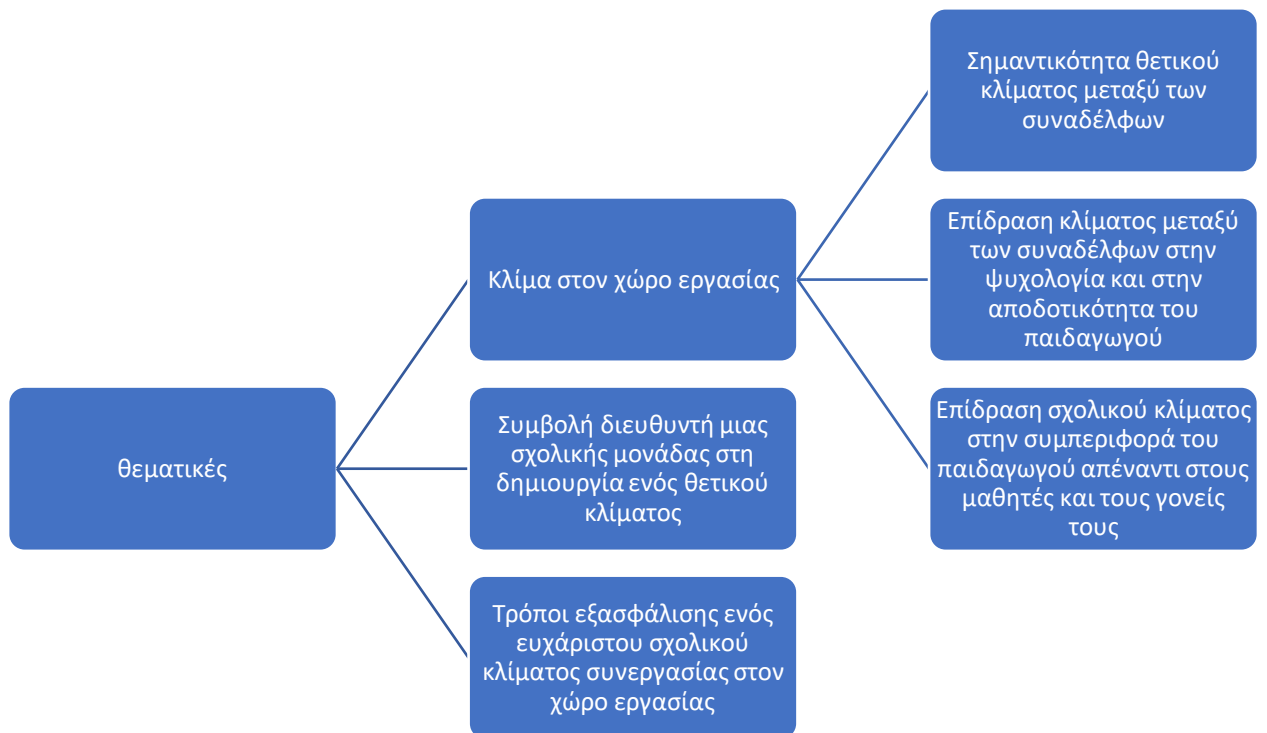 θεματικές
Κλίμα στον χώρο εργασίας
Σημαντικότητα θετικού
κλίματος μεταξύ των
συναδέλφων
Επίδραση κλίματος μεταξύ
των συναδέλφων στην
ψυχολογία και στην
αποδοτικότητα του
παιδαγωγού
Επίδραση σχολικού κλίματος
στην συμπεριφορά του
παιδαγωγού απέναντι στους
μαθητές και τους γονείς
τους
Συμβολή διευθυντή μιας
σχολικής μονάδας στη
δημιουργία ενός θετικού
κλίματος
Τρόποι εξασφάλισης ενός
ευχάριστου σχολικού
κλίματος συνεργασίας στον
χώρο εργασίας